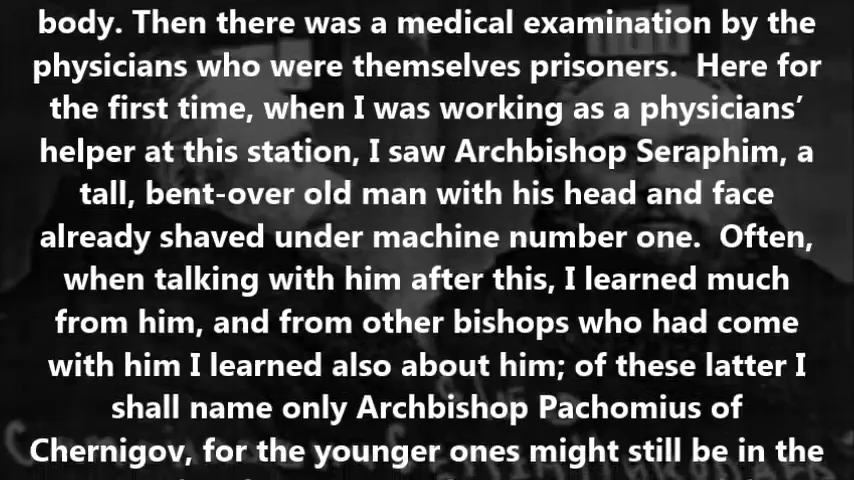 body. Then there was a medical examination by the
physicians who were themselves prisoners.  Here for
the first time, when I was working as a physicians’
helper at this station, I saw Archbishop Seraphim, a
tall, bent-over old man with his head and face
already shaved under machine number one.  Often,
when talking with him after this, I learned much
from him, and from other bishops who had come
with him I learned also about him; of these latter I
shall name only Archbishop Pachomius of
Chernigov, for the younger ones might still be in the